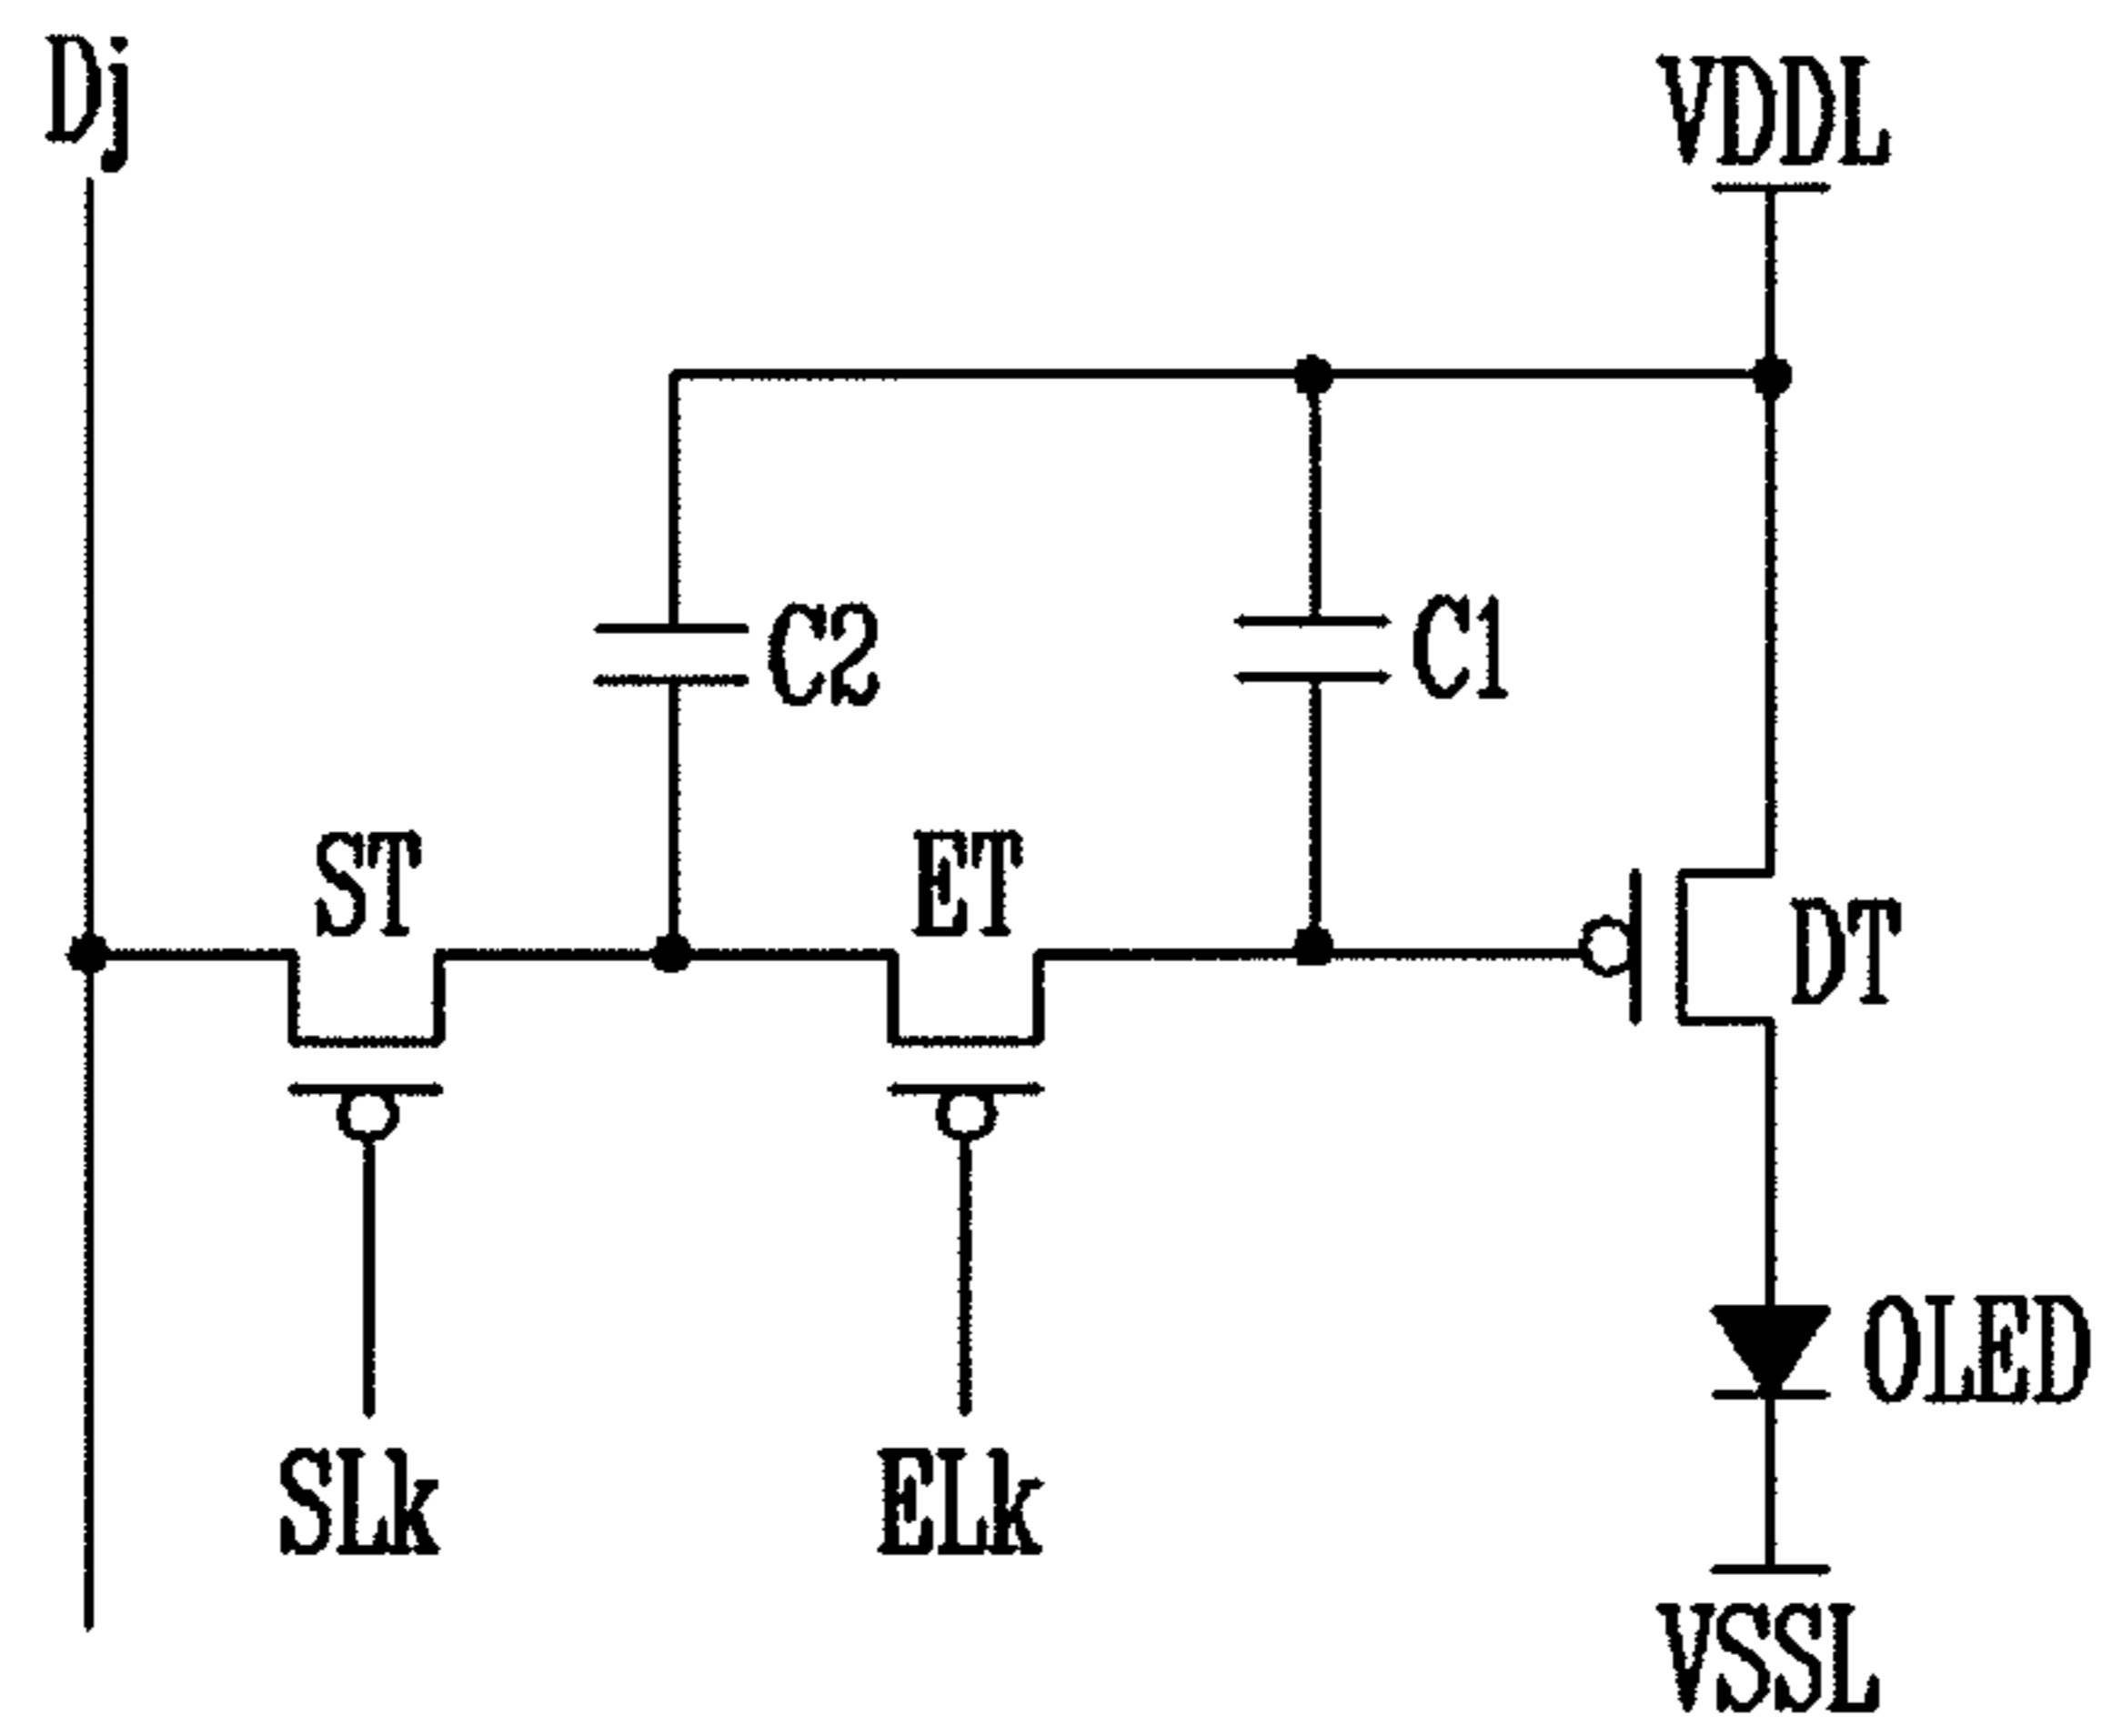 Dj
VDDL
C2
C1
ST
ET
DT
OLED
SLk
ELk
VSSL